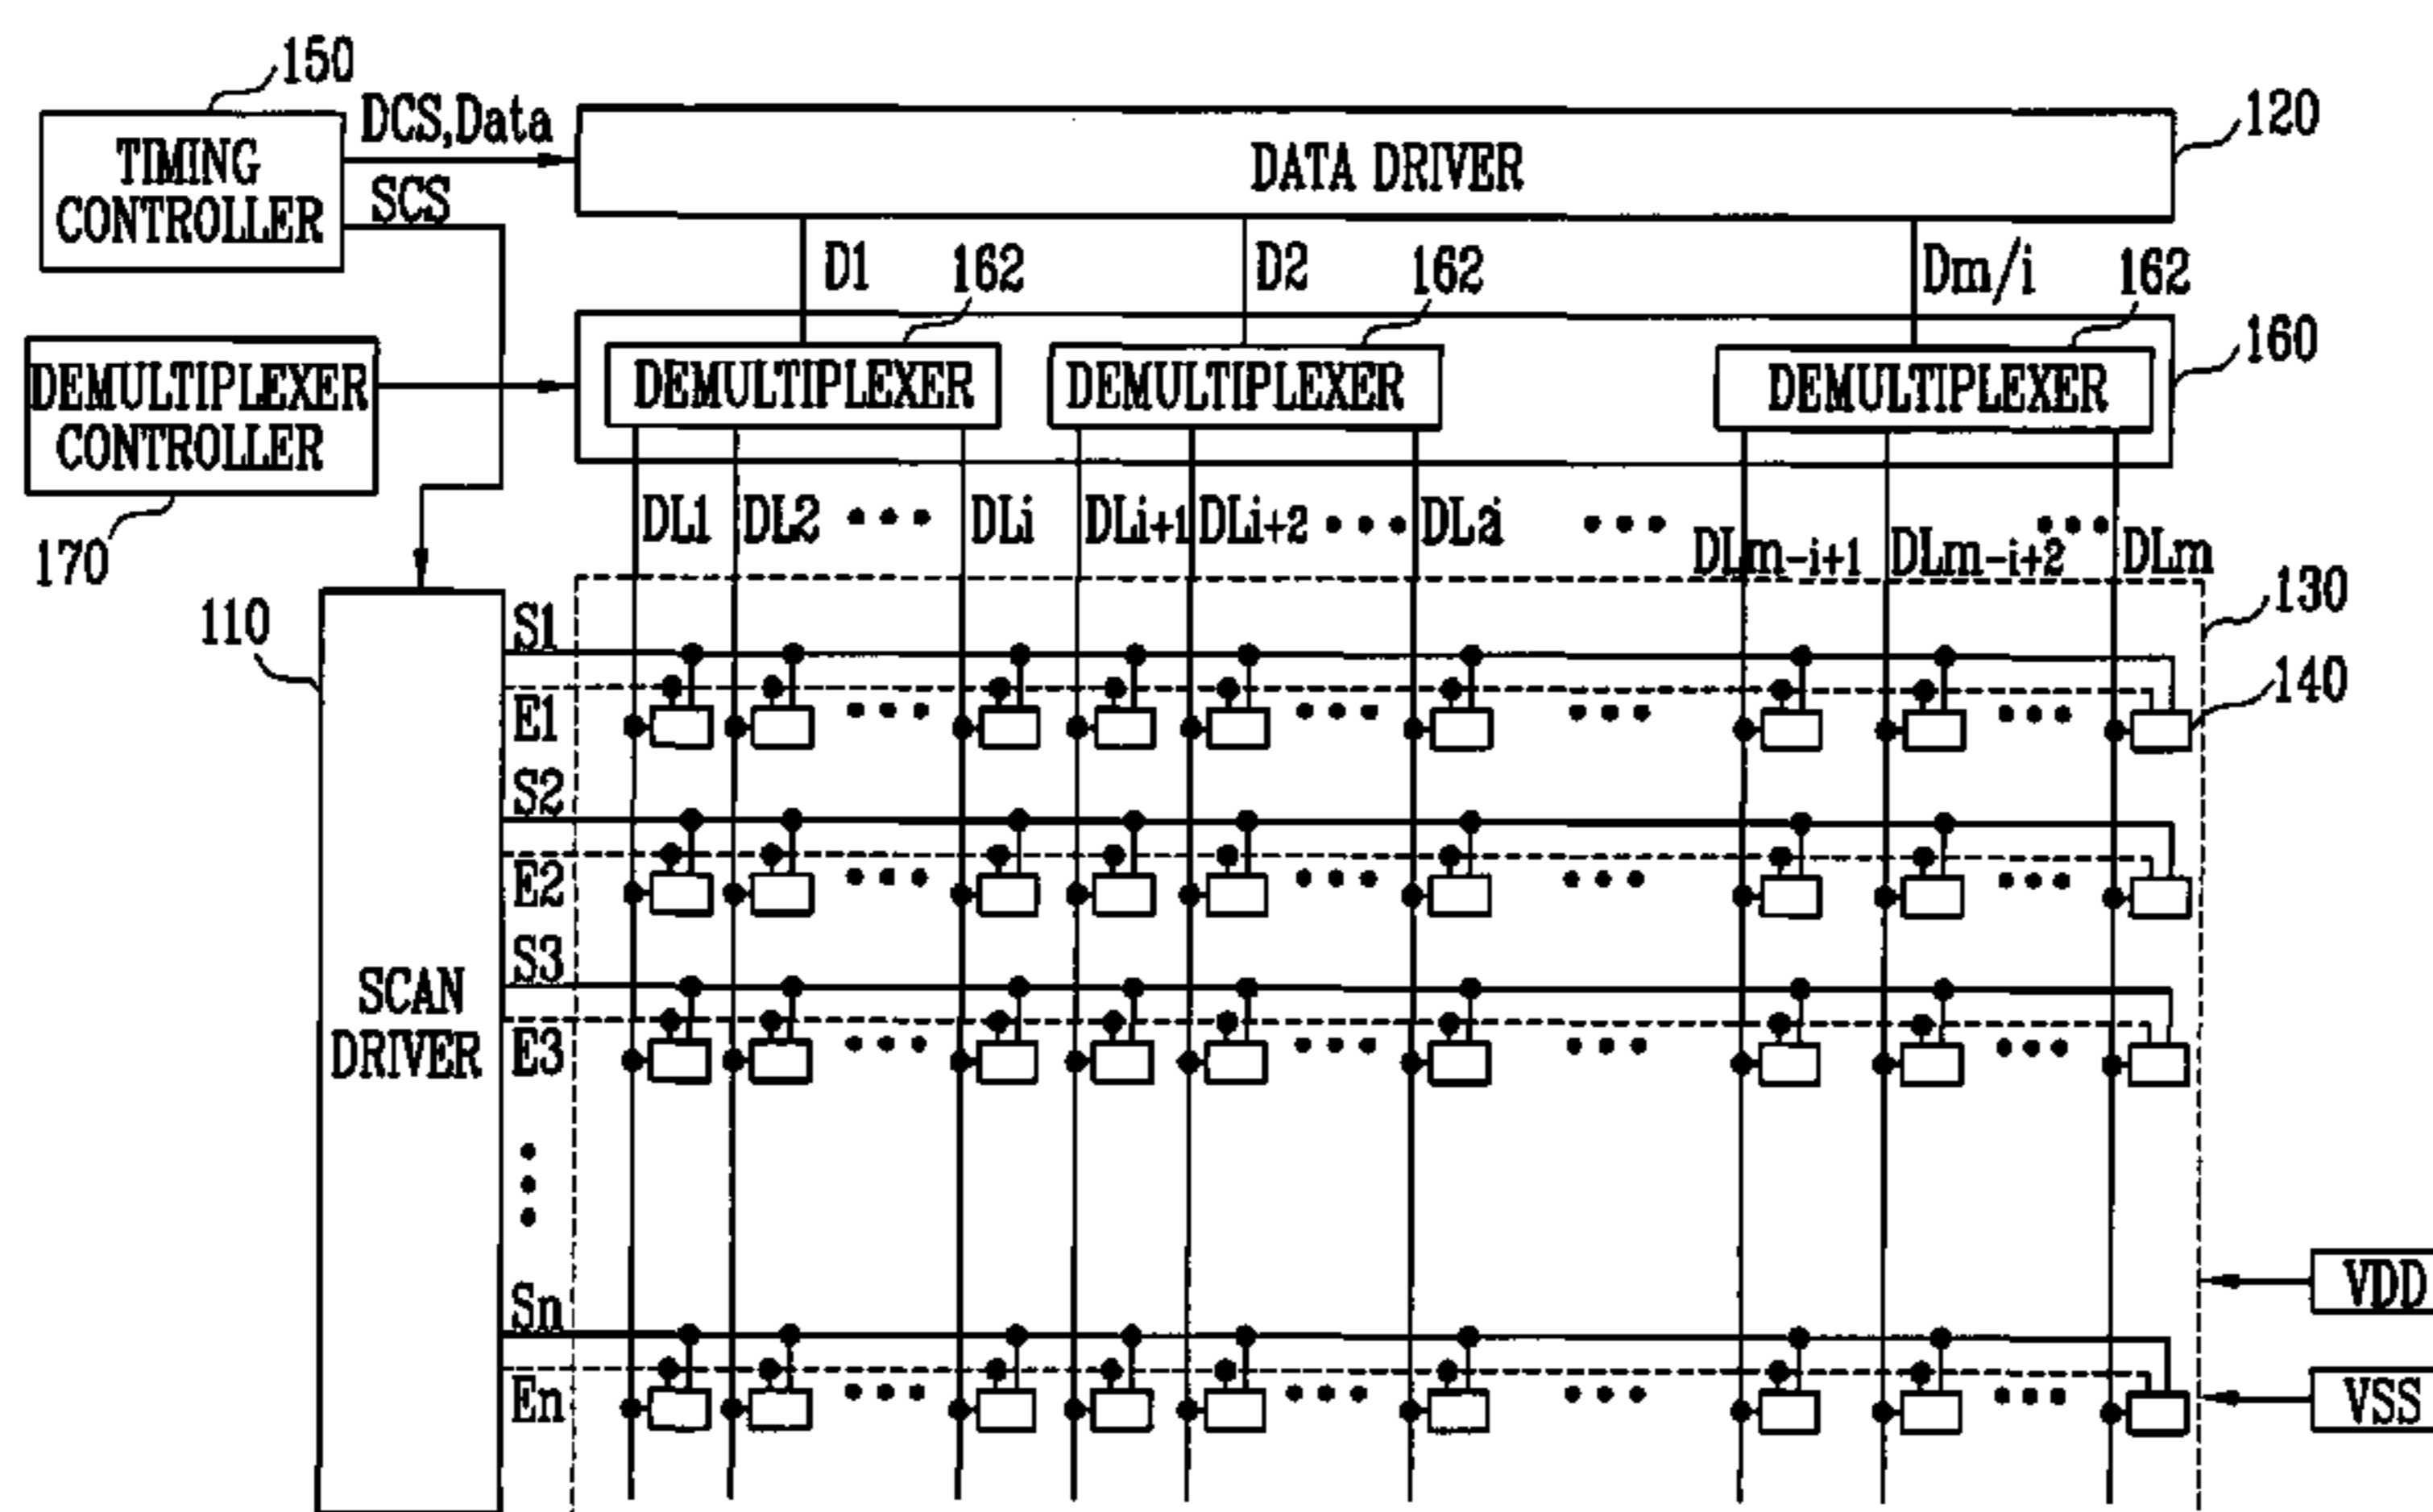 150
DCS,Data
120
TIMING
CONTROLLER
DATA DRIVER
SCS
D1
162
D2
162
Dm/i
162
160
DEMULTIPLEXER
CONTROLLER
DEMULTIPLEXER
DEMULTIPLEXER
DEMULTIPLEXER
170
DL1
DL2
DLi
DLi+1
DLi+2
DLa
DLm-i+1
DLm-i+2
DLm
130
110
S1
140
E1
S2
E2
S3
SCAN
DRIVER
E3
Sn
VDD
En
VSS